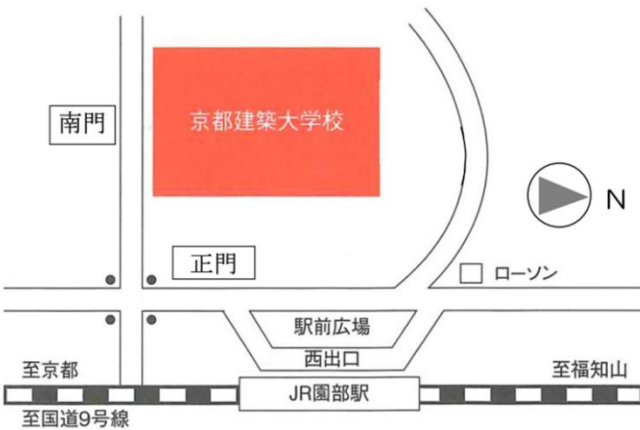 京都建築大学校
南門
N
正門
ローソン
駅前広場
西出口
至京都
至福知山
JR園部駅
至国道9号線